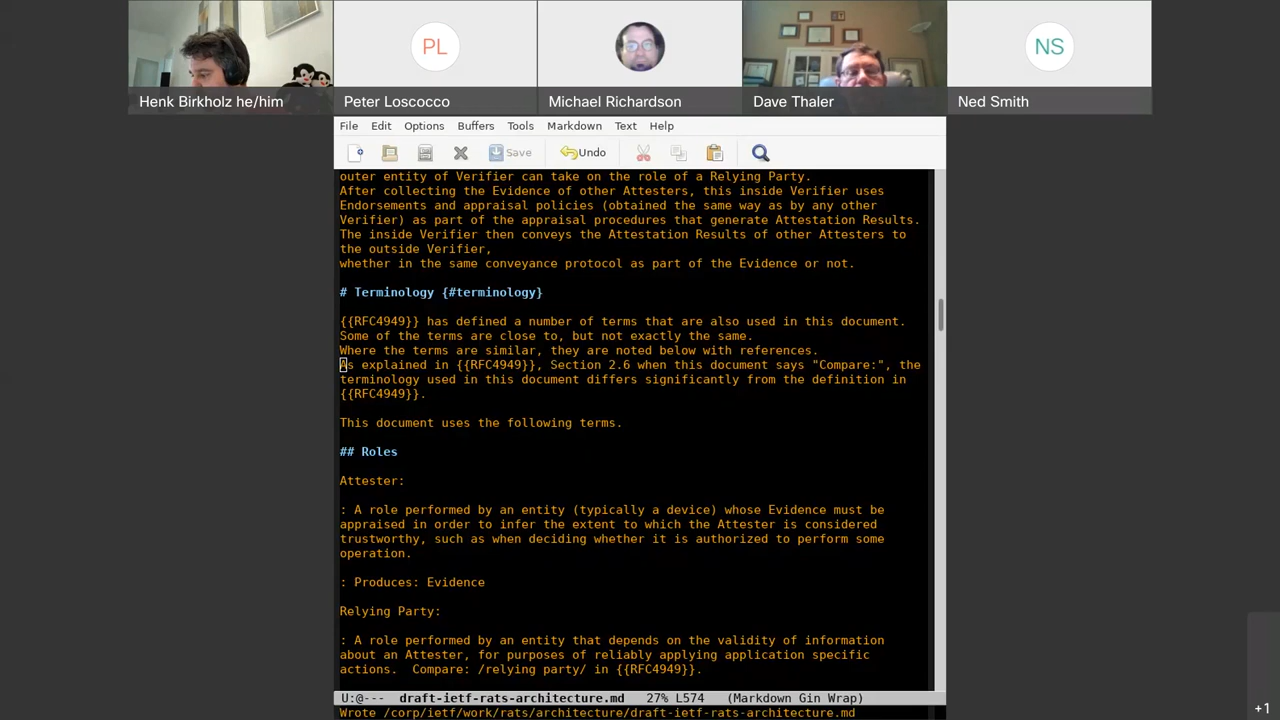 PL
NS
Henk Birkholz he/him
Peter Loscocco
Michael Richardson
Dave Thaler
Ned Smith
File Edit Options Buffers Tools Markdown Text Help
Save Undo
outer entity of Verifier can take on the role of a Relying Party.
After collecting the Evidence of other Attesters, this inside Verifier uses
Endorsements and appraisal policies (obtained the same way as by any other
Verifier) as part of the appraisal procedures that generate Attestation Results.
The inside Verifier then conveys the Attestation Results of other Attesters to
the outside Verifier,
whether in the same conveyance protocol as part of the Evidence or not.
# Terminology {#terminology}
{{RFC4949}} has defined a number of terms that are also used in this document.
Some of the terms are close to, but not exactly the same.
Where the terms are similar, they are noted below with references.
As explained in {{RFC4949}}, Section 2.6 when this document says "Compare:", the
terminology used in this document differs significantly from the definition in
{{RFC4949}}.
This document uses the following terms.
## Roles
Attester:
: A role performed by an entity (typically a device) whose Evidence must be
appraised in order to infer the extent to which the Attester is considered
trustworthy, such as when deciding whether it is authorized to perform some
operation.
: Produces: Evidence
Relying Party:
: A role performed by an entity that depends on the validity of information
about an Attester, for purposes of reliably applying application specific
actions.  Compare: /relying party/ in {{RFC4949}}.
U:@--- draft-ietf-rats-architecture.md 27% L574 (Markdown Gin Wrap)
Wrote /corp/ietf/work/rats/architecture/draft-ietf-rats-architecture.md
+1